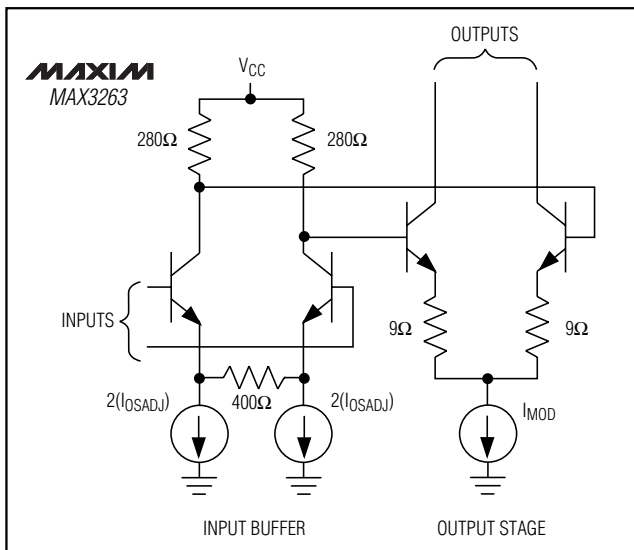 OUTPUTS
MAXIM
MAX3263
VCC
280Ω
280Ω
INPUTS
9Ω
9Ω
2(IOSADJ)
400Ω
2(IOSADJ)
IMOD
INPUT BUFFER
OUTPUT STAGE